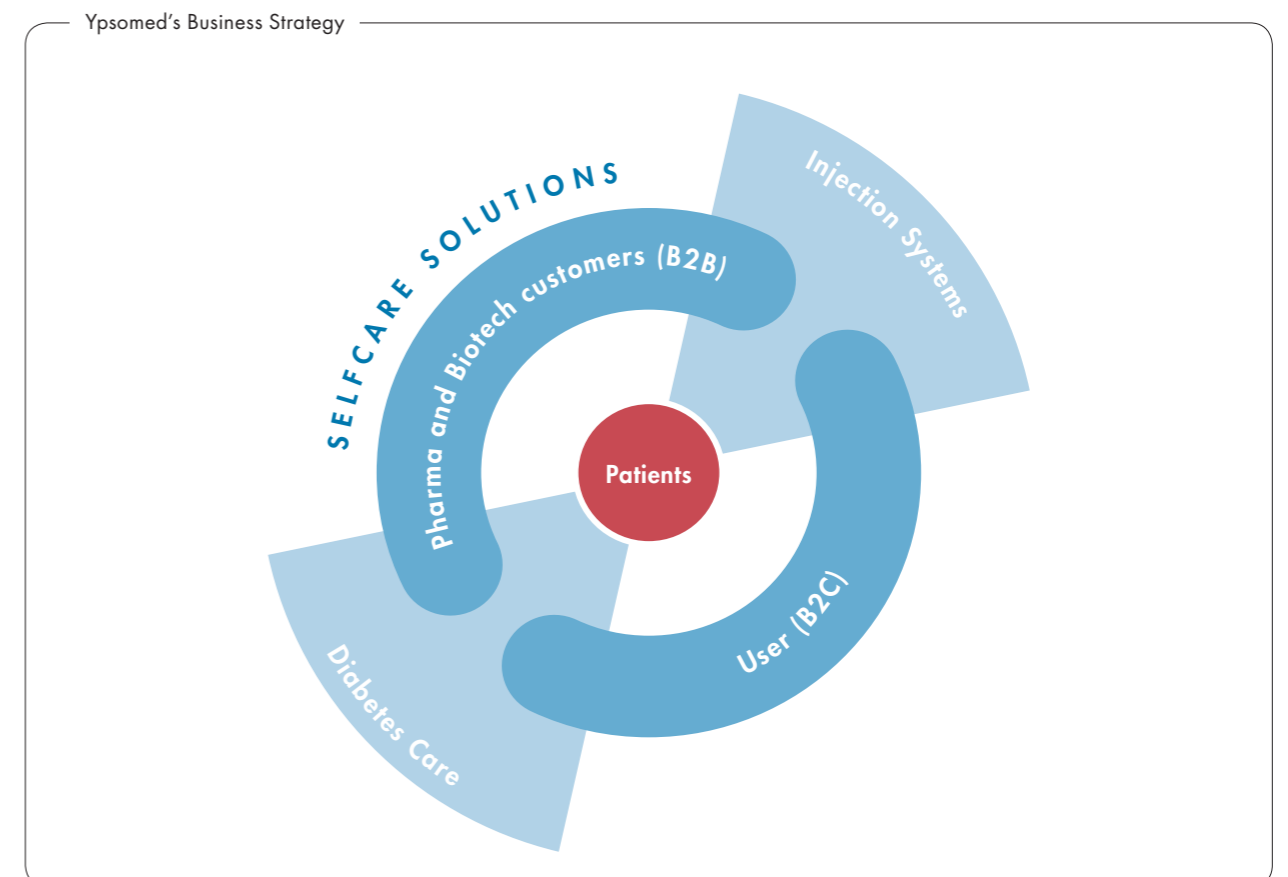 Ypsomed’s Business Strategy
SELFCARE SOLUTIONS
Injection Systems
Pharma and Biotech customers (B2B)
Patients
User (B2C)
Diabetes Care